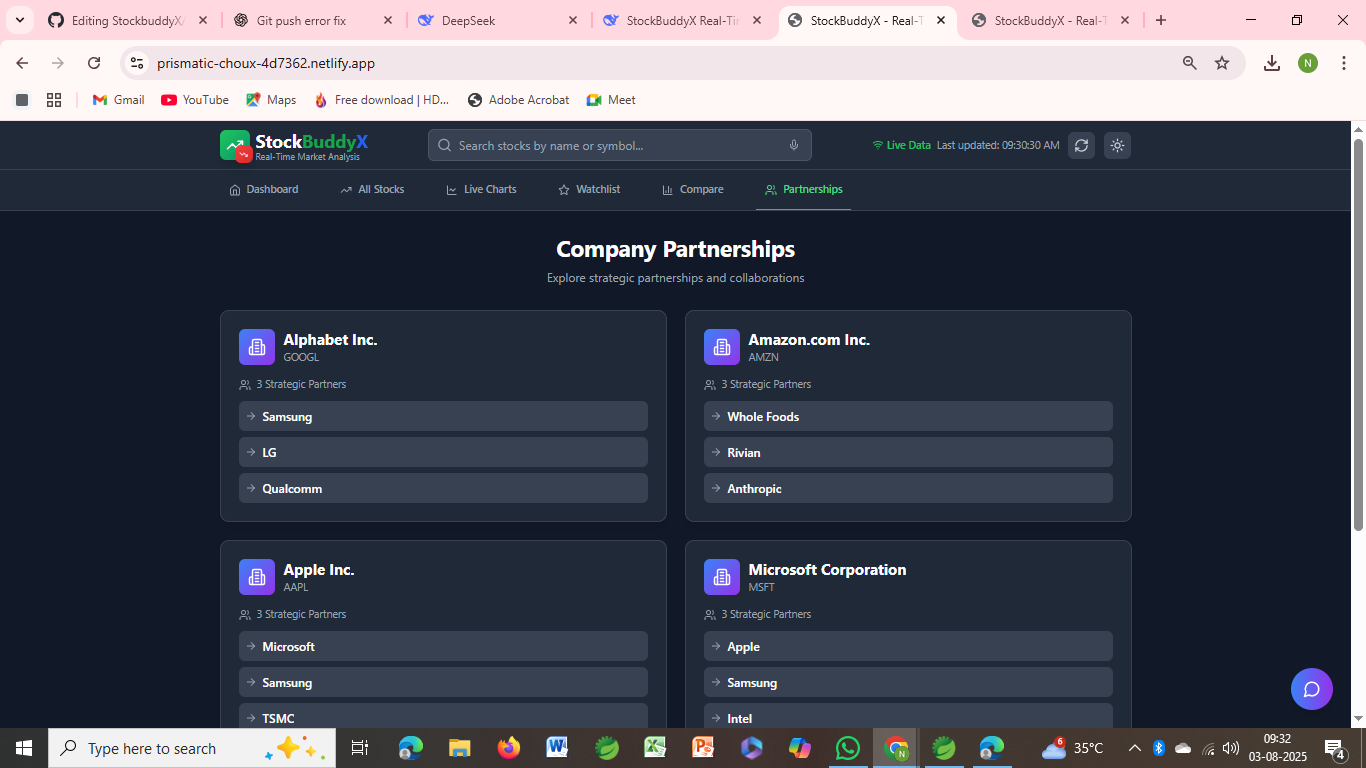 Editing StockbuddyX/
Git push error fix
DeepSeek
StockBuddyX Real-Ti
StockBuddyX - Real-T
StockBuddyX - Real-T
prismatic-choux-4d7362.netlify.app
N
Gmail
YouTube
Maps
Free download | HD...
Adobe Acrobat
Meet
StockBuddyX
Real-Time Market Analysis
Search stocks by name or symbol...
Live Data
Last updated: 09:30:30 AM
Dashboard
All Stocks
Live Charts
Watchlist
Compare
Partnerships
Company Partnerships
Explore strategic partnerships and collaborations
Alphabet Inc.
GOOGL
3 Strategic Partners
Samsung
LG
Qualcomm
Amazon.com Inc.
AMZN
3 Strategic Partners
Whole Foods
Rivian
Anthropic
Apple Inc.
AAPL
3 Strategic Partners
Microsoft
Samsung
TSMC
Microsoft Corporation
MSFT
3 Strategic Partners
Apple
Samsung
Intel
Type here to search
6
35°C
09:32
03-08-2025
4